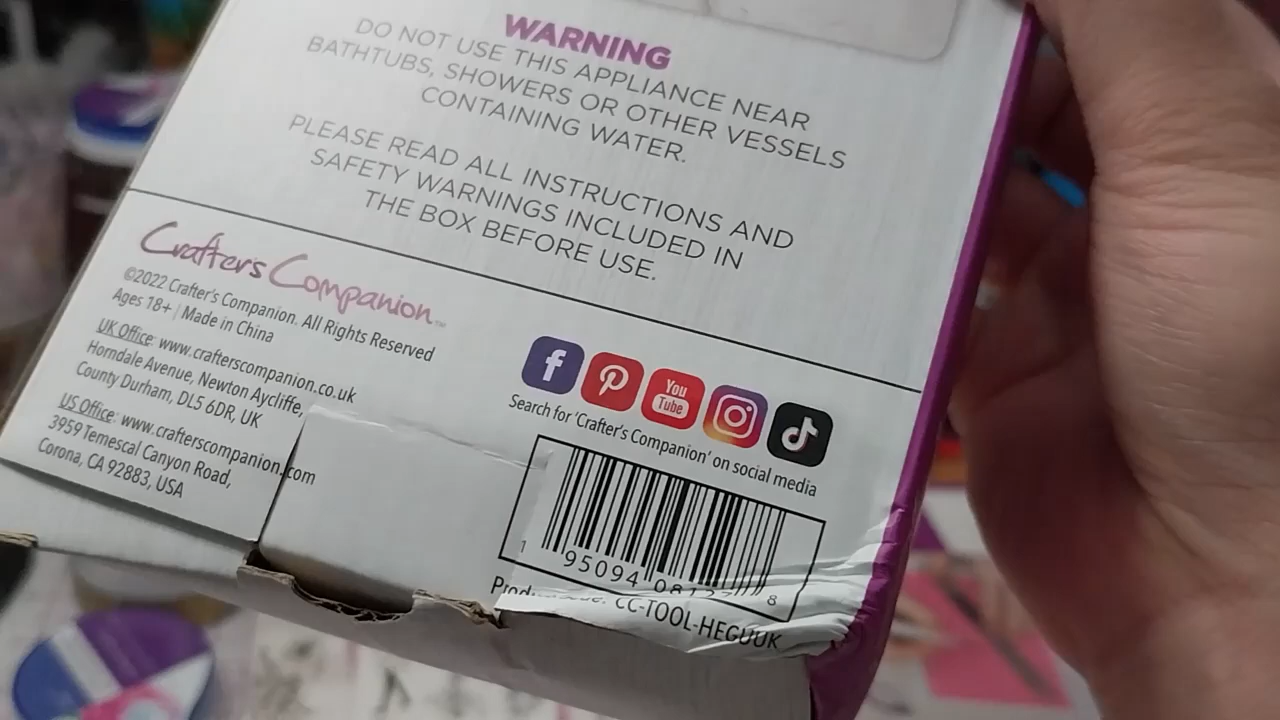 WARNING
DO NOT USE THIS APPLIANCE NEAR
BATHTUBS, SHOWERS OR OTHER VESSELS
CONTAINING WATER.
PLEASE READ ALL INSTRUCTIONS AND
SAFETY WARNINGS INCLUDED IN
THE BOX BEFORE USE.
Crafter's Companion™
©2022 Crafter's Companion. All Rights Reserved
Ages 18+ | Made in China
UK Office: www.crafterscompanion.co.uk
Horndale Avenue, Newton Aycliffe,
County Durham, DL5 6DR, UK
US Office: www.crafterscompanion.com
3959 Temescal Canyon Road,
Corona, CA 92883, USA
f
You
Tube
Search for 'Crafter's Companion' on social media
1 95094 8
CC-TOOL-HEGUUK